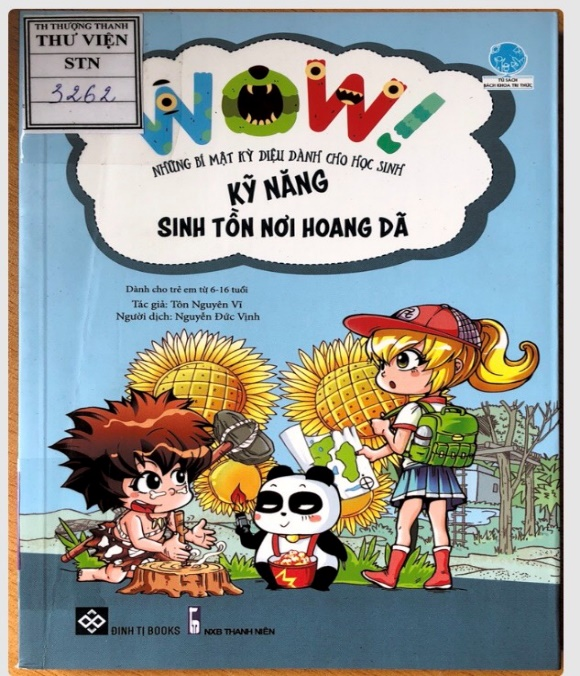 TH THƯỢNG THANH
THƯ VIỆN
STN
3262
WOW!
NHỮNG BÍ MẬT KỲ DIỆU DÀNH CHO HỌC SINH
KỸ NĂNG
SINH TỒN NƠI HOANG DÃ
TỦ SÁCH
BÁCH KHOA TRI THỨC
Dành cho trẻ em từ 6-16 tuổi
Tác giả: Tôn Nguyên Vĩ
Người dịch: Nguyễn Đức Vịnh
ĐINH TỊ BOOKS
NXB THANH NIÊN